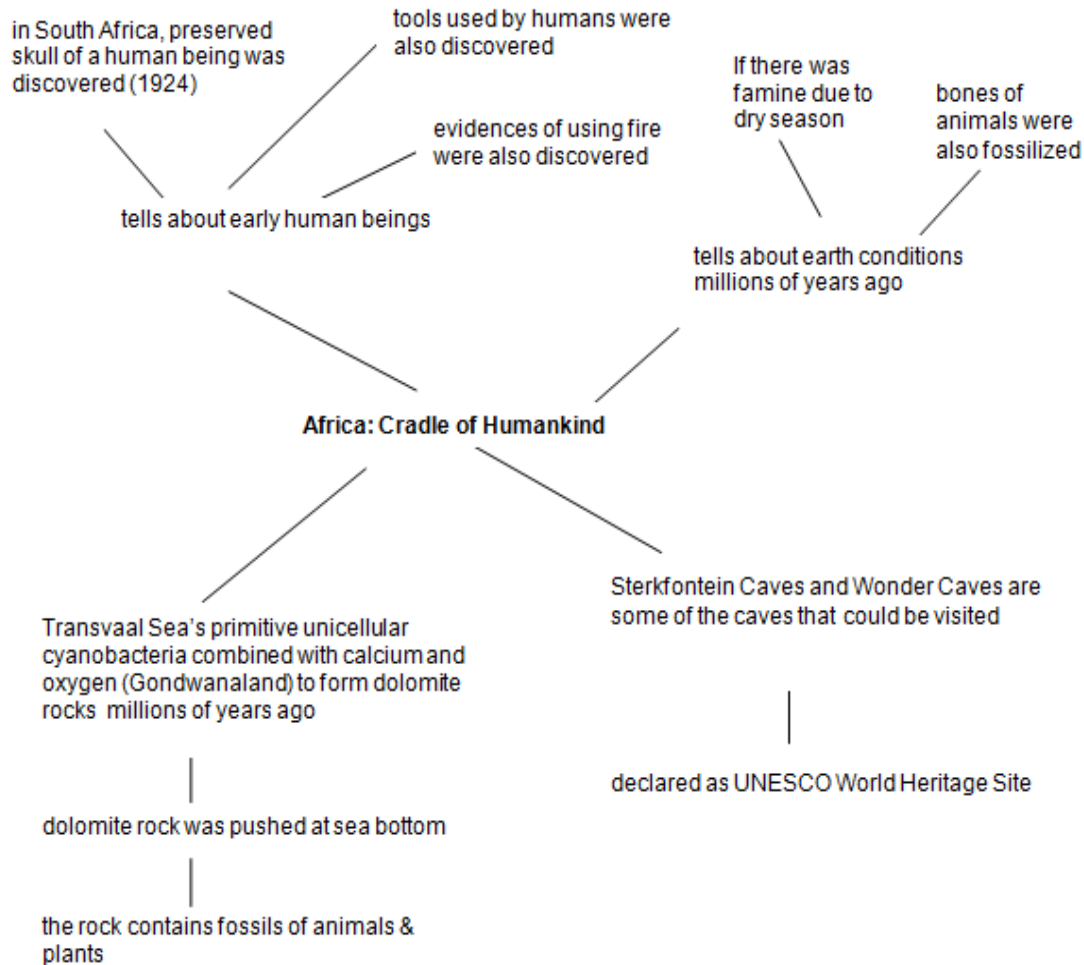 in South Africa, preserved
skull of a human being was
discovered (1924)
tools used by humans were
also discovered
evidences of using fire
were also discovered
tells about early human beings
If there was
famine due to
dry season
bones of
animals were
also fossilized
tells about earth conditions
millions of years ago
Africa: Cradle of Humankind
Transvaal Sea's primitive unicellular
cyanobacteria combined with calcium and
oxygen (Gondwanaland) to form dolomite
rocks millions of years ago
dolomite rock was pushed at sea bottom
the rock contains fossils of animals &
plants
Sterkfontein Caves and Wonder Caves are
some of the caves that could be visited
declared as UNESCO World Heritage Site